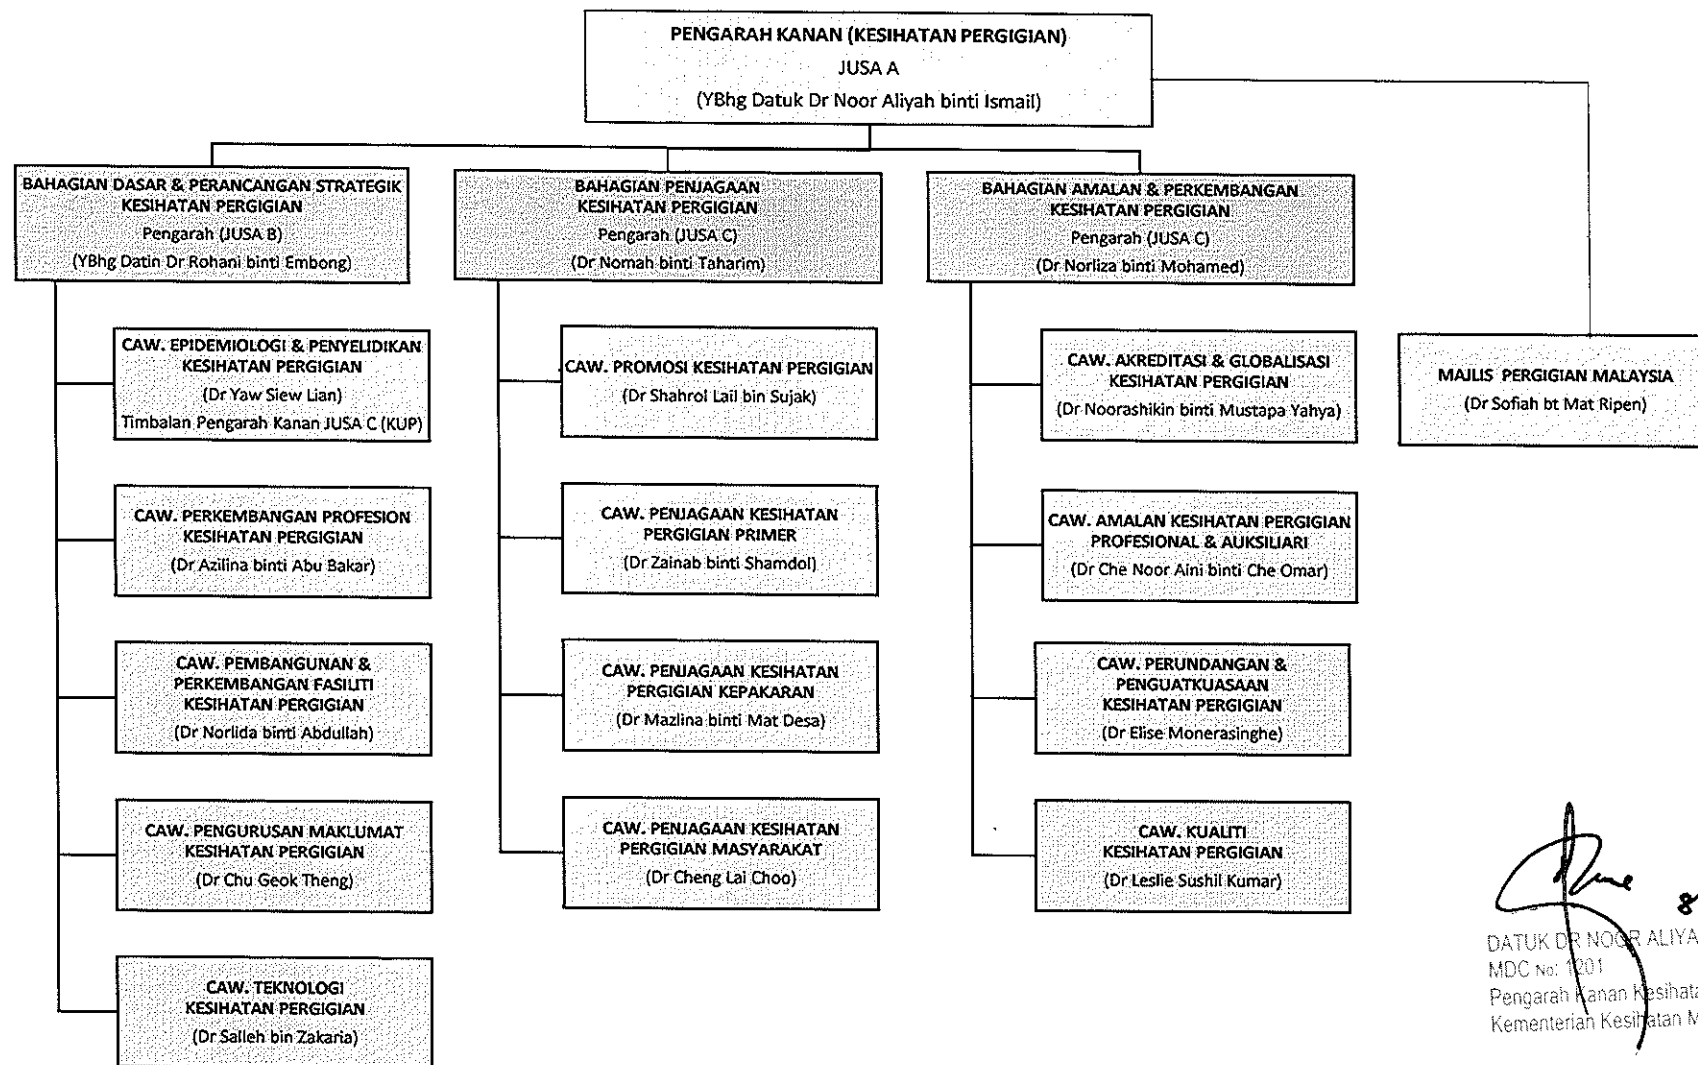 PENGARAH KANAN (KESIHATAN PERGIGIAN)
JUSA A
(YBhg Datuk Dr Noor Aliyah binti Ismail)
BAHAGIAN DASAR & PERANCANGAN STRATEGIK
KESIHATAN PERGIGIAN
Pengarah (JUSA B)
(YBhg Datin Dr Rohani binti Embong)
CAW. EPIDEMIOLOGI & PENYELIDIKAN
KESIHATAN PERGIGIAN
(Dr Yaw Siew Lian)
Timbalan Pengarah Kanan JUSA C (KUP)
CAW. PERKEMBANGAN PROFESION
KESIHATAN PERGIGIAN
(Dr Azilina binti Abu Bakar)
CAW. PEMBANGUNAN &
PERKEMBANGAN FASILITI
KESIHATAN PERGIGIAN
(Dr Norlida binti Abdullah)
CAW. PENGURUSAN MAKLUMAT
KESIHATAN PERGIGIAN
(Dr Chu Geok Theng)
CAW. TEKNOLOGI
KESIHATAN PERGIGIAN
(Dr Salleh bin Zakaria)
BAHAGIAN PENJAGAAN
KESIHATAN PERGIGIAN
Pengarah (JUSA C)
(Dr Nomah binti Taharim)
CAW. PROMOSI KESIHATAN PERGIGIAN
(Dr Shahrol Lail bin Sujak)
CAW. PENJAGAAN KESIHATAN
PERGIGIAN PRIMER
(Dr Zainab binti Shamdol)
CAW. PENJAGAAN KESIHATAN
PERGIGIAN KEPAKARAN
(Dr Mazlina binti Mat Desa)
CAW. PENJAGAAN KESIHATAN
PERGIGIAN MASYARAKAT
(Dr Cheng Lai Choo)
BAHAGIAN AMALAN & PERKEMBANGAN
KESIHATAN PERGIGIAN
Pengarah (JUSA C)
(Dr Norliza binti Mohamed)
CAW. AKREDITASI & GLOBALISASI
KESIHATAN PERGIGIAN
(Dr Noorashikin binti Mustapa Yahya)
CAW. AMALAN KESIHATAN PERGIGIAN
PROFESIONAL & AUKSILIARI
(Dr Che Noor Aini binti Che Omar)
CAW. PERUNDANGAN &
PENGUATKUASAAN
KESIHATAN PERGIGIAN
(Dr Elise Monerasinghe)
CAW. KUALITI
KESIHATAN PERGIGIAN
(Dr Leslie Sushil Kumar)
MAJLIS PERGIGIAN MALAYSIA
(Dr Sofiah bt Mat Ripen)
8
DATUK DR NOOR ALIYA
MDC No: 1201
Pengarah Kanan Kesihata
Kementerian Kesihatan M